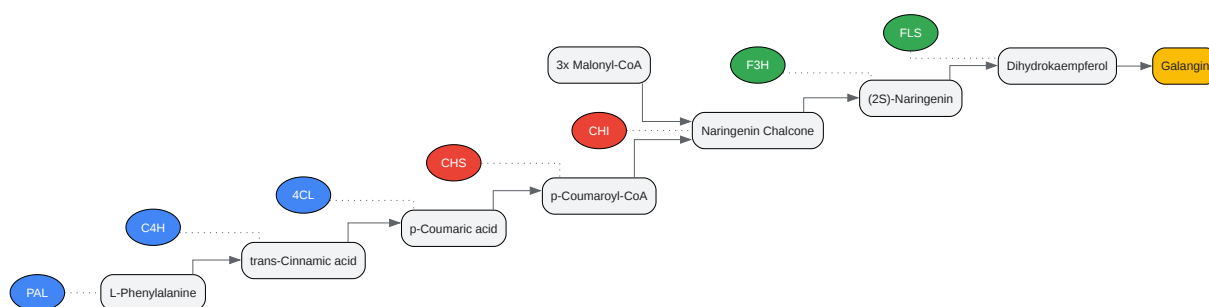 FLS
3x Malonyl-CoA
F3H
Dihydrokaempferol
Galangin
(2S)-Naringenin
CHI
Naringenin Chalcone
CHS
4CL
p-Coumaroyl-CoA
C4H
p-Coumaric acid
trans-Cinnamic acid
PAL
L-Phenylalanine